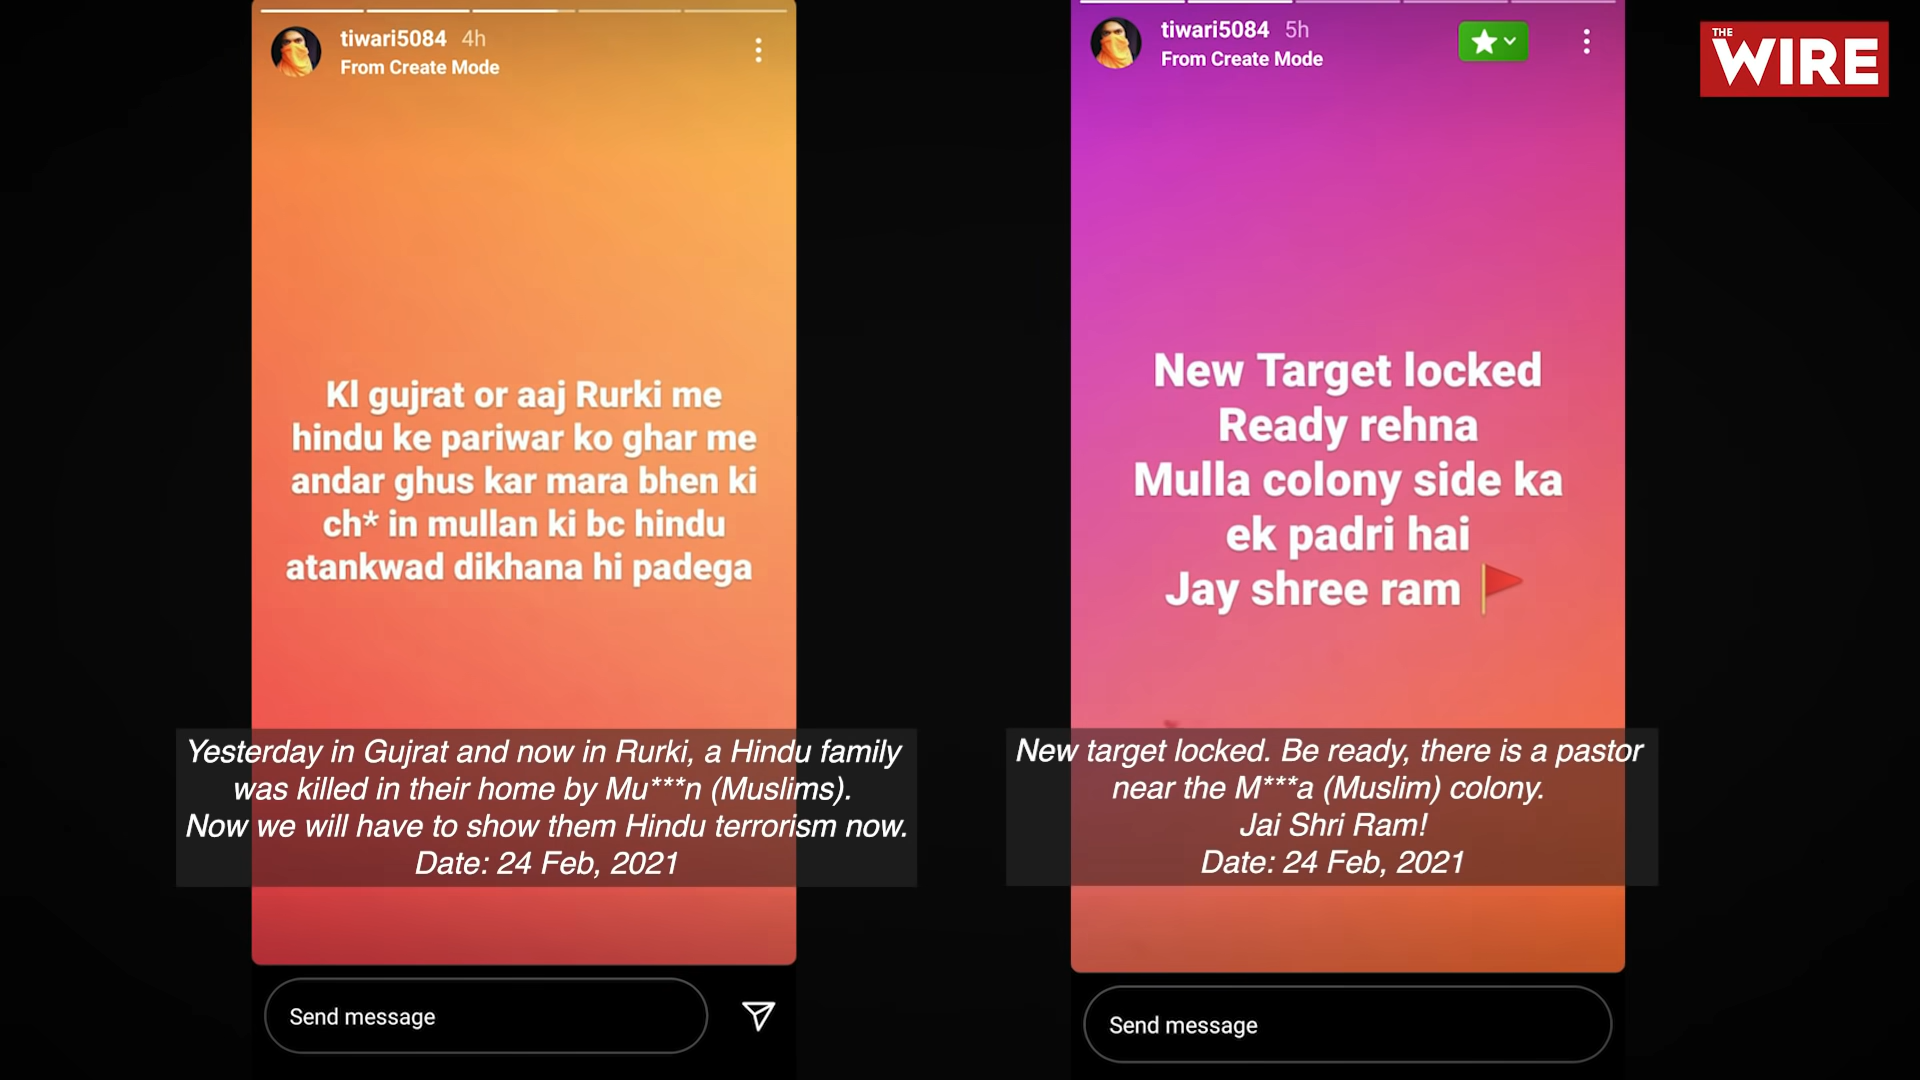 tiwari5084 4h
From Create Mode
Kl gujrat or aaj Rurki me
hindu ke pariwar ko ghar me
andar ghus kar mara bhen ki
ch* in mullan ki bc hindu
atankwad dikhana hi padega
Yesterday in Gujrat and now in Rurki, a Hindu family
was killed in their home by Mu***n (Muslims).
Now we will have to show them Hindu terrorism now.
Date: 24 Feb, 2021
Send message
tiwari5084 5h
From Create Mode
New Target locked
Ready rehna
Mulla colony side ka
ek padri hai
Jay shree ram
New target locked. Be ready, there is a pastor
near the M***a (Muslim) colony.
Jai Shri Ram!
Date: 24 Feb, 2021
Send message
THE
WIRE